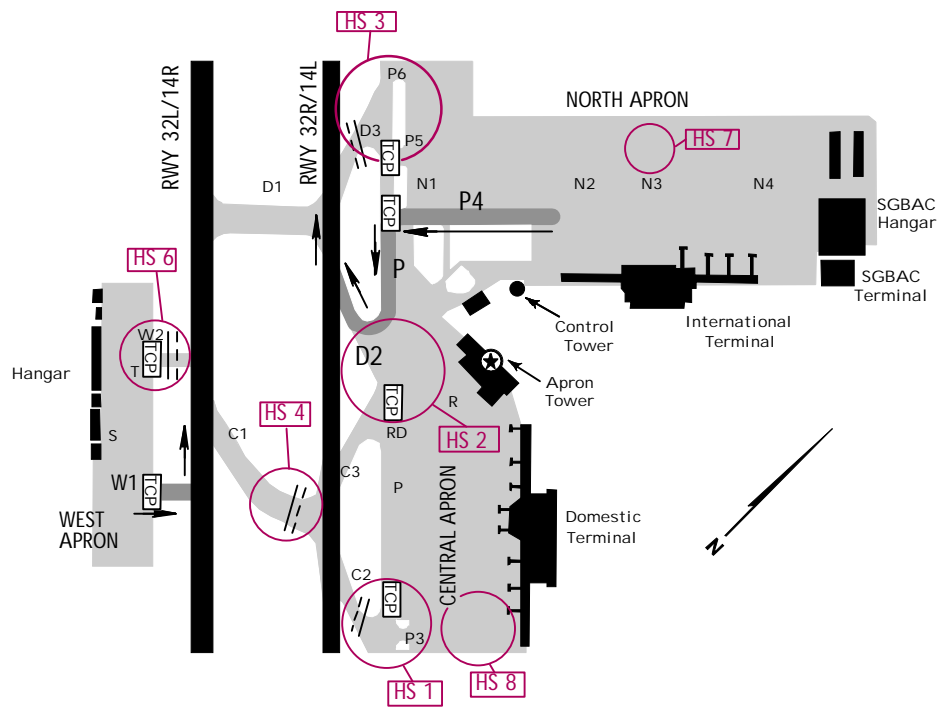 HS 3
P6
RWY 32L/14R
RWY 32R/14L
NORTH APRON
D3
P5
TCP
HS 7
D1
N1
N2
N3
N4
P4
TCP
SGBAC
Hangar
HS 6
P
SGBAC
Terminal
Control
Tower
International
Terminal
W2
TCP
T
Hangar
D2
Apron
Tower
TCP
R
HS 4
HS 2
S
C1
RD
C3
P
W1
TCP
WEST
APRON
CENTRAL APRON
Domestic
Terminal
N
C2
TCP
P3
HS 1
HS 8